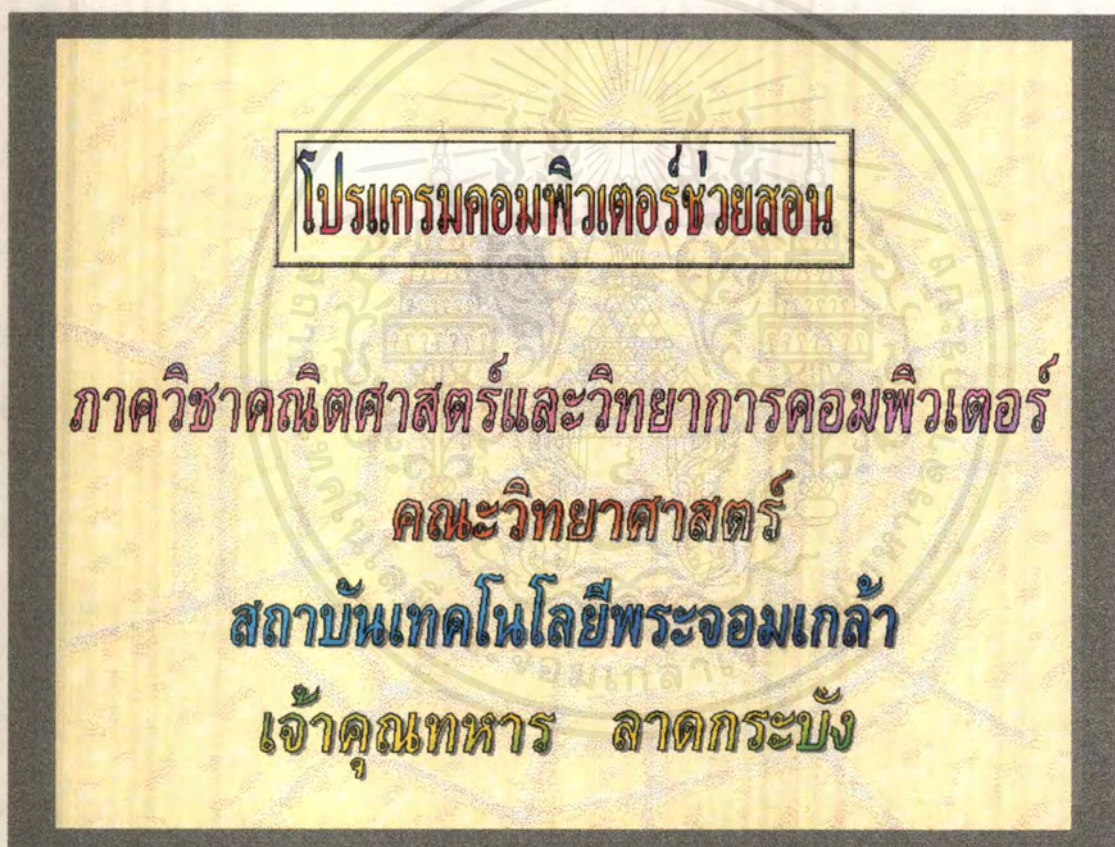 โปรแกรมคอมพิวเตอร์ช่วยสอน
ภาควิชาคณิตศาสตร์และวิทยาการคอมพิวเตอร์
คณะวิทยาศาสตร์
สถาบันเทคโนโลยีพระจอมเกล้า
เจ้าคุณทหาร ลาดกระบัง